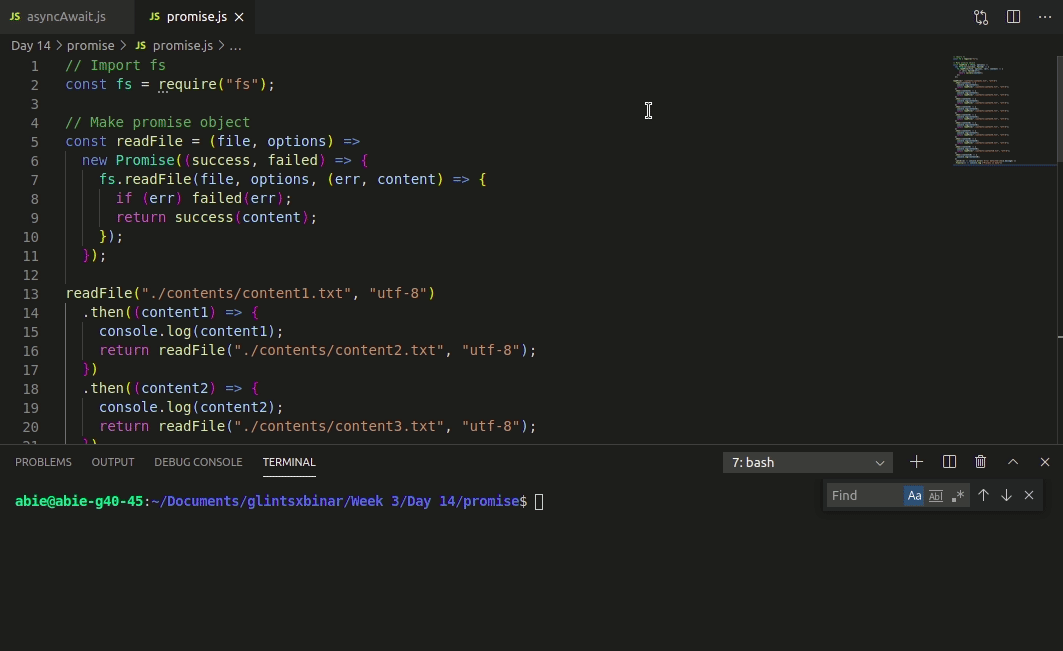 JS asyncAwait.js JS promise.js
Day 14 > promise > JS promise.js > ...
1 // Import fs
2 const fs = require("fs");
3
4 // Make promise object
5 const readFile = (file, options) =>
6 new Promise((success, failed) => {
7 fs.readFile(file, options, (err, content) => {
8 if (err) failed(err);
9 return success(content);
10 });
11 });
12
13 readFile("./contents/content1.txt", "utf-8")
14 .then((content1) => {
15 console.log(content1);
16 return readFile("./contents/content2.txt", "utf-8");
17 })
18 .then((content2) => {
19 console.log(content2);
20 return readFile("./contents/content3.txt", "utf-8");
21 })
PROBLEMS OUTPUT DEBUG CONSOLE TERMINAL 7: bash
Find Aa Abl .*
abie@abie-g40-45:~/Documents/glintsxbinar/Week 3/Day 14/promise$